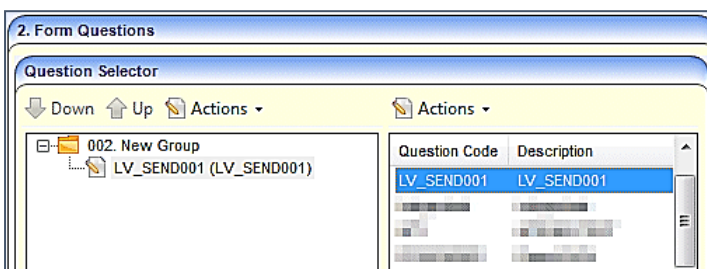 2. Form Questions
Question Selector
Down Up Actions Actions
002. New Group
LV_SEND001 (LV_SEND001)
Question Code Description
LV_SEND001 LV_SEND001